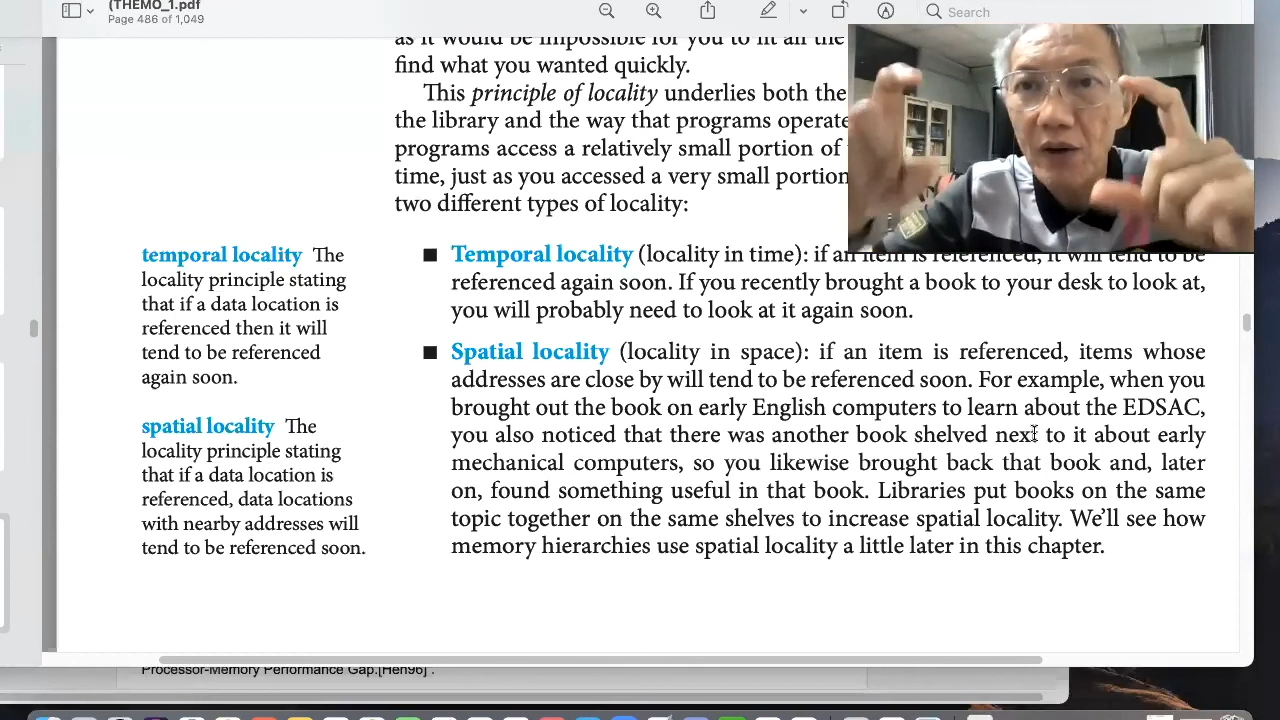 (THEMO_1.pdf
Page 486 of 1,049
Search
as it would be impossible for you to fit all the
find what you wanted quickly.
This principle of locality underlies both the
the library and the way that programs operate
programs access a relatively small portion of
time, just as you accessed a very small portion
two different types of locality:
temporal locality The
locality principle stating
that if a data location is
referenced then it will
tend to be referenced
again soon.
spatial locality The
locality principle stating
that if a data location is
referenced, data locations
with nearby addresses will
tend to be referenced soon.
■ Temporal locality (locality in time): if an item is referenced, it will tend to be
referenced again soon. If you recently brought a book to your desk to look at,
you will probably need to look at it again soon.
■ Spatial locality (locality in space): if an item is referenced, items whose
addresses are close by will tend to be referenced soon. For example, when you
brought out the book on early English computers to learn about the EDSAC,
you also noticed that there was another book shelved next to it about early
mechanical computers, so you likewise brought back that book and, later
on, found something useful in that book. Libraries put books on the same
topic together on the same shelves to increase spatial locality. We’ll see how
memory hierarchies use spatial locality a little later in this chapter.
Processor-Memory Performance Gap.[Hen96] .